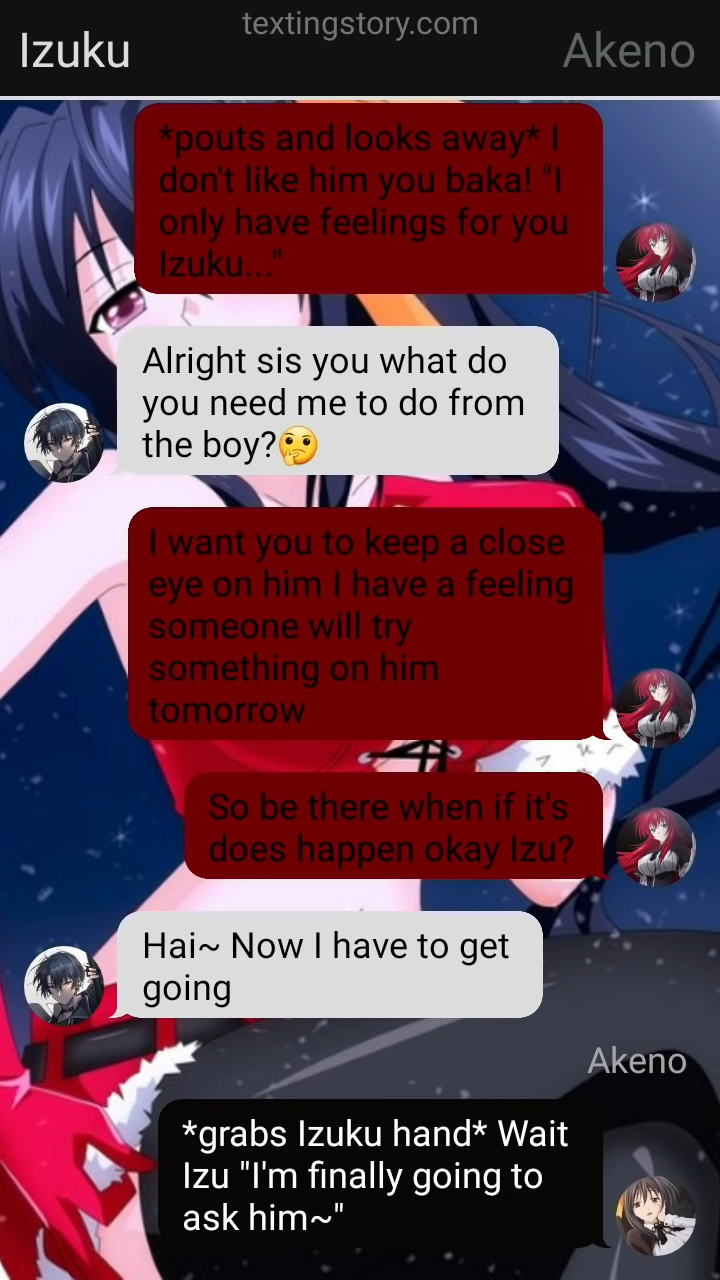 textingstory.com
Izuku
Akeno
*pouts and looks away* I
don't like him you baka! "I
only have feelings for you
Izuku..."
Alright sis you what do
you need me to do from
the boy?🤔
I want you to keep a close
eye on him I have a feeling
someone will try
something on him
tomorrow
So be there when if it's
does happen okay Izu?
Hai~ Now I have to get
going
Akeno
*grabs Izuku hand* Wait
Izu "I'm finally going to
ask him~"